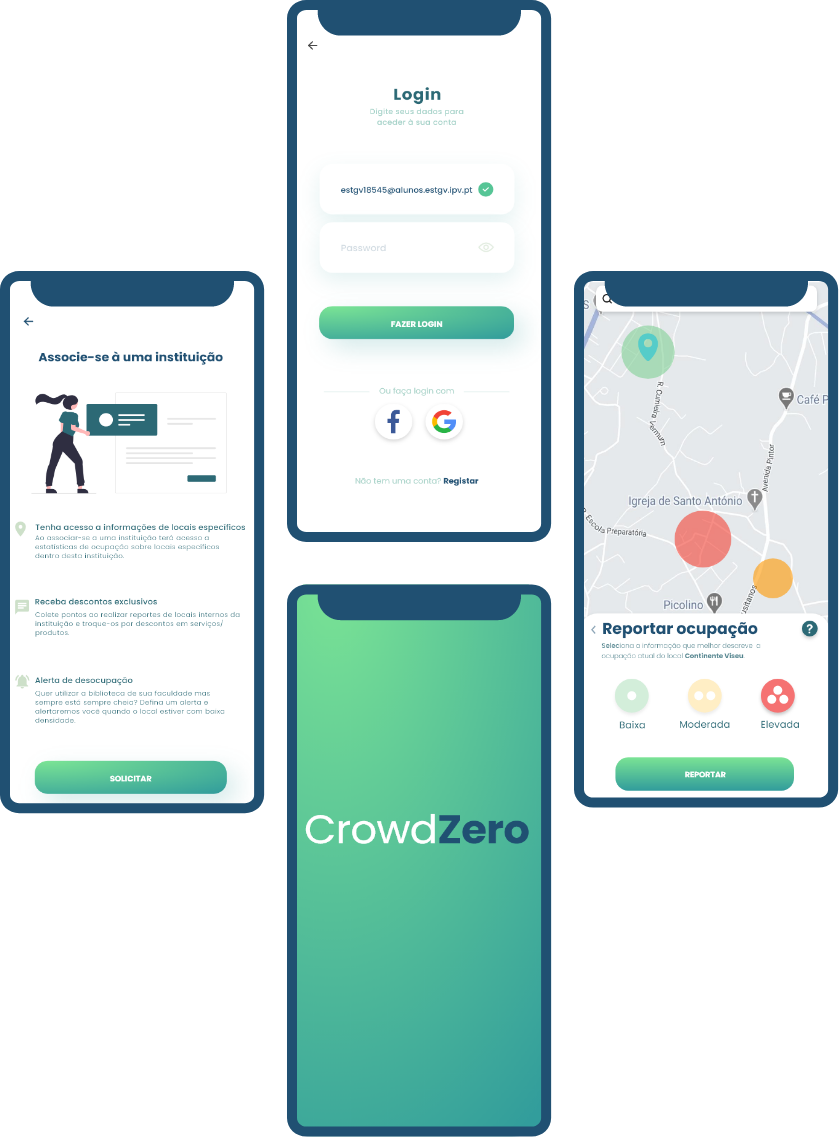 Login
Digite seus dados para
aceder à sua conta
estgv18545@alunos.estgv.ipv.pt
Password
FAZER LOGIN
Ou faça login com
Não tem uma conta? Registar
Associe-se à uma instituição
Tenha acesso a informações de locais específicos
Ao associar-se a uma instituição terá acesso a
estatísticas de ocupação sobre locais específicos
dentro desta instituição.
Receba descontos exclusivos
Colete pontos ao realizar reportes de locais internos da
instituição e troque-os por descontos em serviços/
produtos.
Alerta de desocupação
Quer utilizar a biblioteca de sua faculdade mas
sempre está sempre cheio? Defina um alerta e
alertaremos você quando o local estiver com baixa
densidade.
SOLICITAR
S
R. Cumeira Vermum
Café P
Avenida Pintor
Igreja de Santo António
R. Escola Preparatória
Picolino
usitanos
Reportar ocupação
?
Selecciona a informação que melhor descreve a
ocupação atual do local Continente Viseu
Baixa
Moderada
Elevada
REPORTAR
CrowdZero